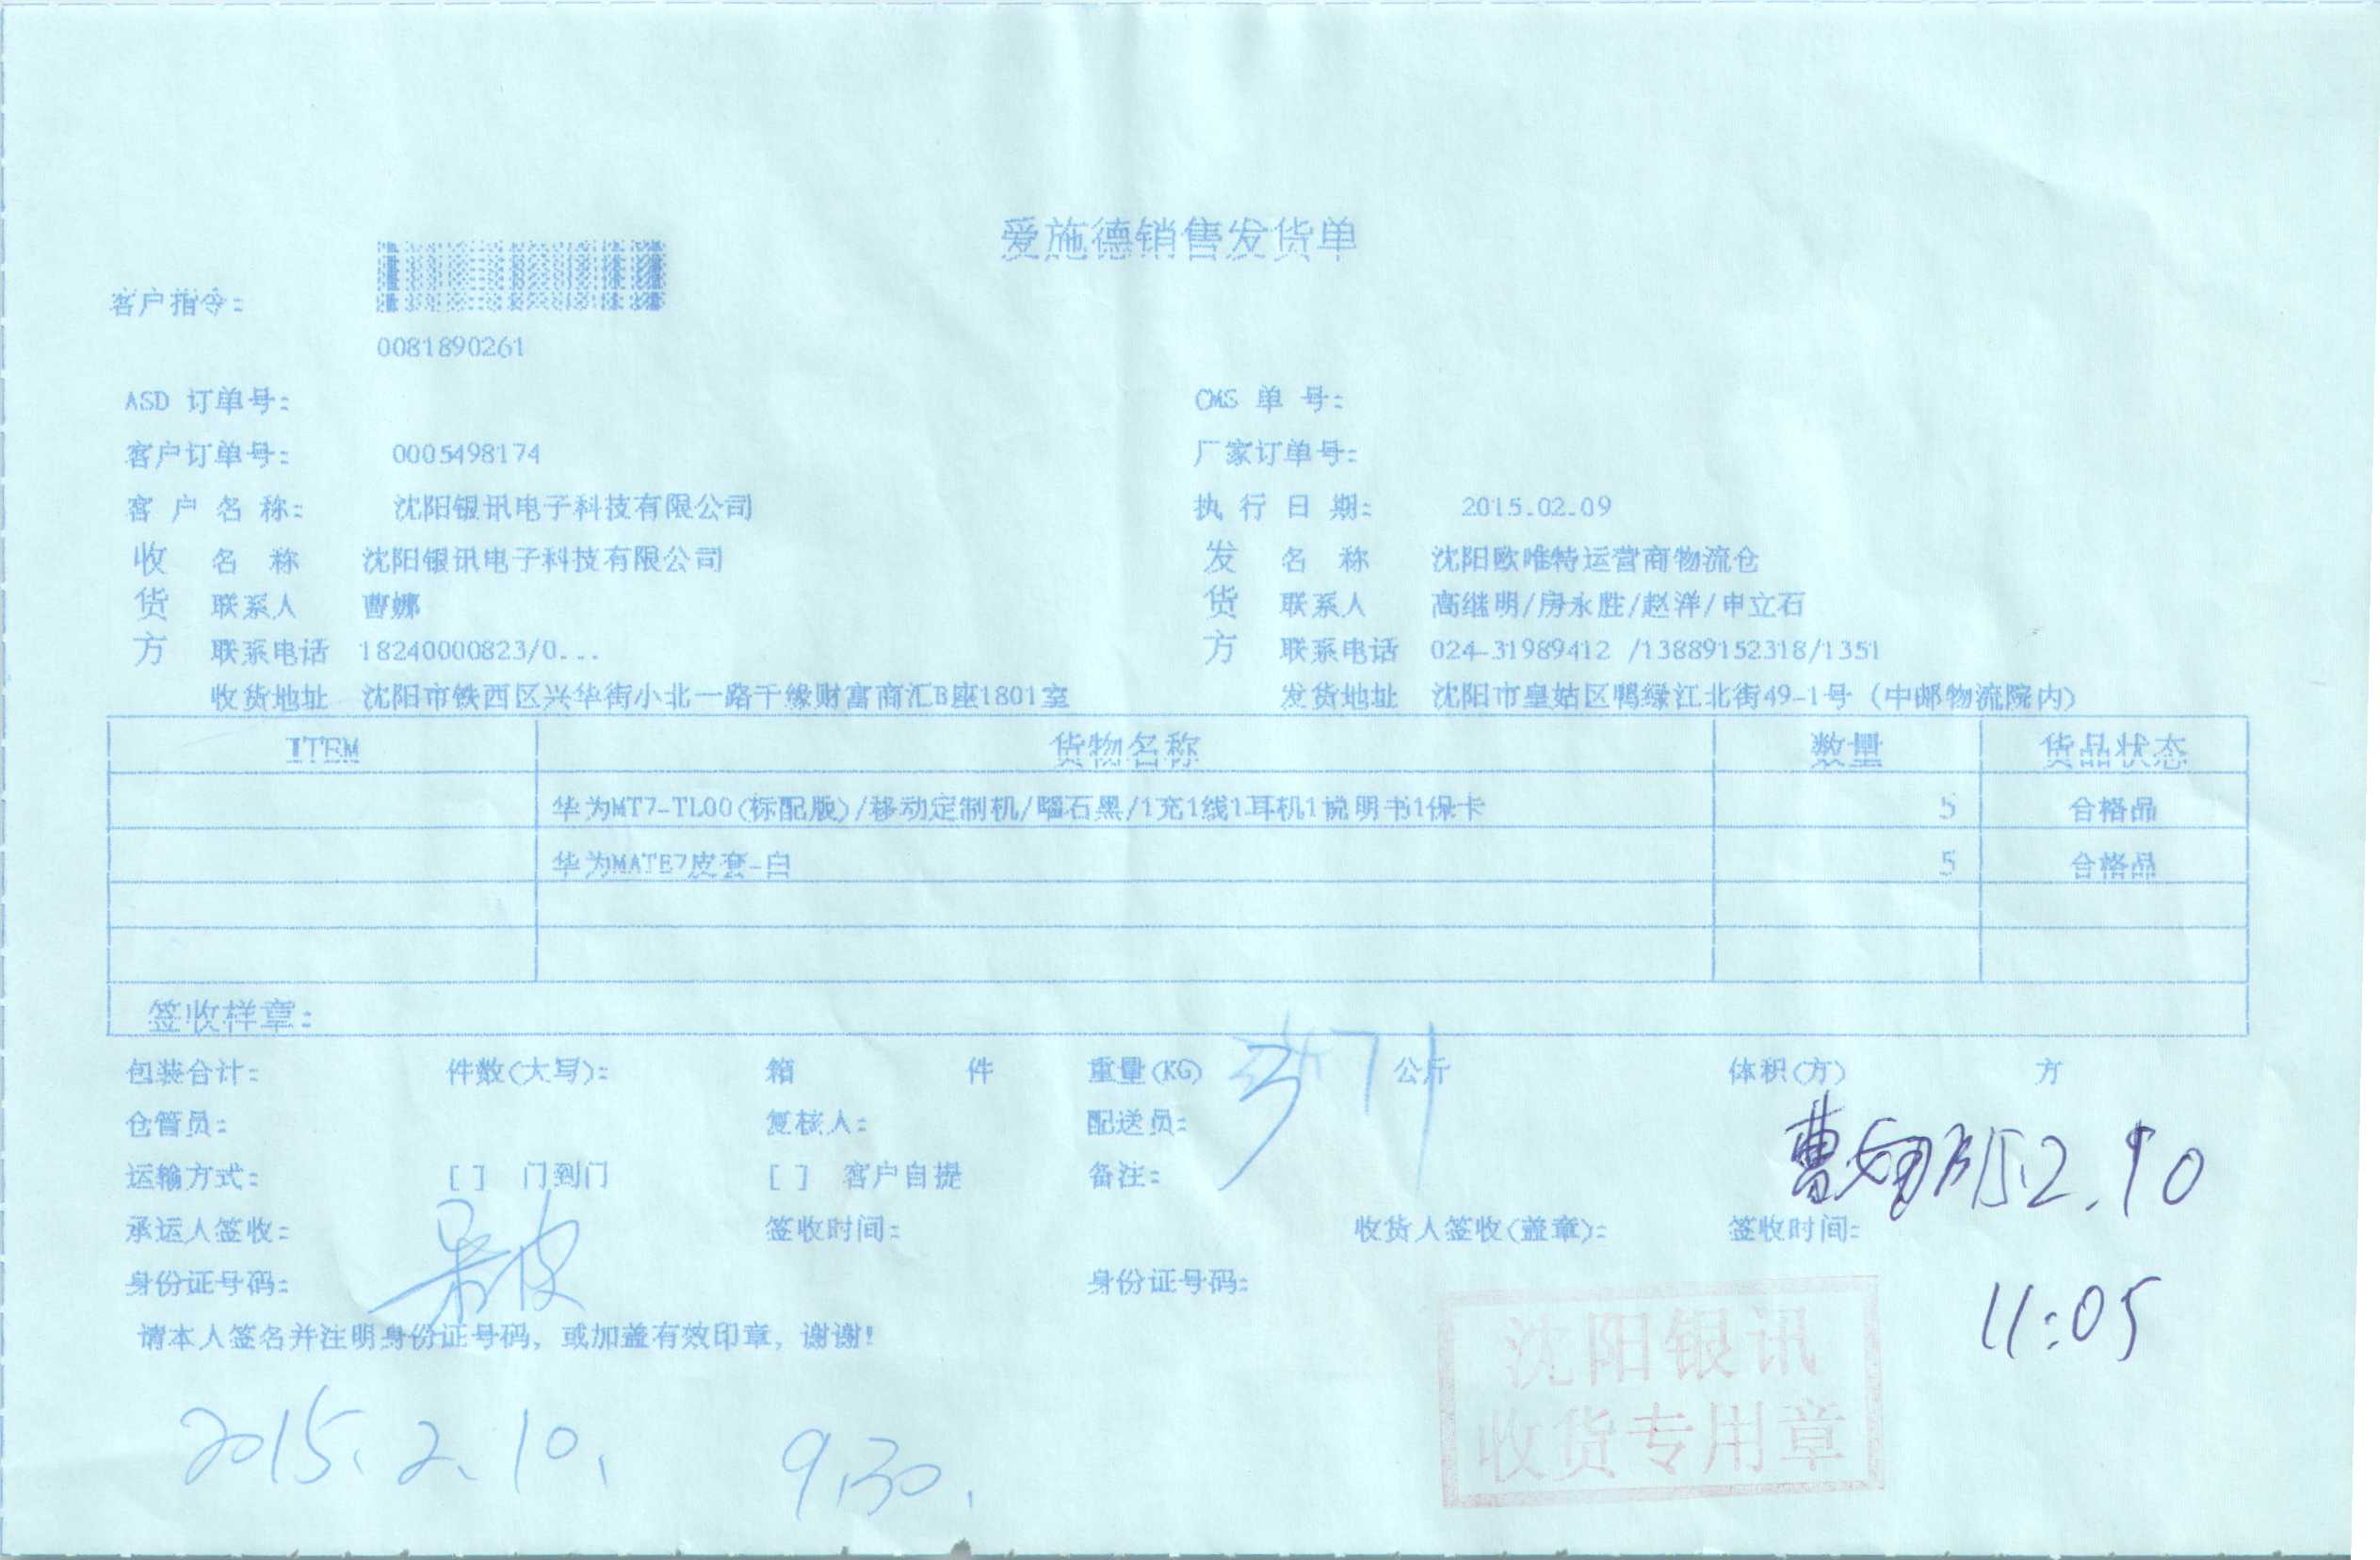 爱施德销售发货单
客户指令:
0081890261
ASD 订单号: CMS 单 号:
客户订单号: 0005498174 厂家订单号:
客 户 名 称: 沈阳银讯电子科技有限公司 执 行 日 期: 2015.02.09
收 名 称 沈阳银讯电子科技有限公司 发 名 称 沈阳欧唯特运营商物流仓
货 联系人 曹娜 货 联系人 高继明/房永胜/赵洋/申立石
方 联系电话 18240000823/0... 方 联系电话 024-31989412 /13889152318/1351
收货地址 沈阳市铁西区兴华街小北一路千缘财富商汇B座1801室 发货地址 沈阳市皇姑区鸭绿江北街49-1号 (中邮物流院内)
ITEM 货物名称 数量 货品状态
华为MT7-TL00(标配版)/移动定制机/曜石黑/1充1线1耳机1说明书1保卡 5 合格品
华为MATE7皮套-白 5 合格品
签收样章:
包装合计: 件数(大写): 箱 件 重量(KG) 公斤 体积(方) 方
仓管员: 复核人: 配送员:
曹娜 15.2.10
运输方式: [ ] 门到门 [ ] 客户自提 备注:
承运人签收: 签收时间: 收货人签收(盖章): 签收时间:
身份证号码: 身份证号码:
11:05
请本人签名并注明身份证号码, 或加盖有效印章, 谢谢!
沈阳银讯
收货专用章
2015.2.10. 9:30.